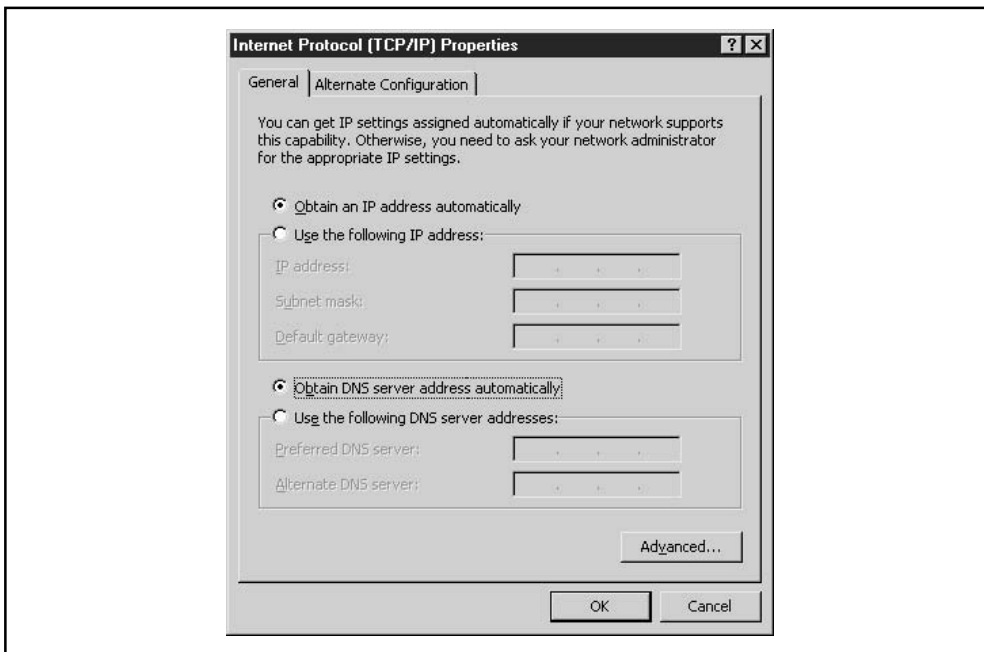 Internet Protocol (TCP/IP) Properties
? X
General Alternate Configuration
You can get IP settings assigned automatically if your network supports
this capability. Otherwise, you need to ask your network administrator
for the appropriate IP settings.
Obtain an IP address automatically
Use the following IP address:
IP address:
Subnet mask:
Default gateway:
Obtain DNS server address automatically
Use the following DNS server addresses:
Preferred DNS server:
Alternate DNS server:
Advanced...
OK Cancel